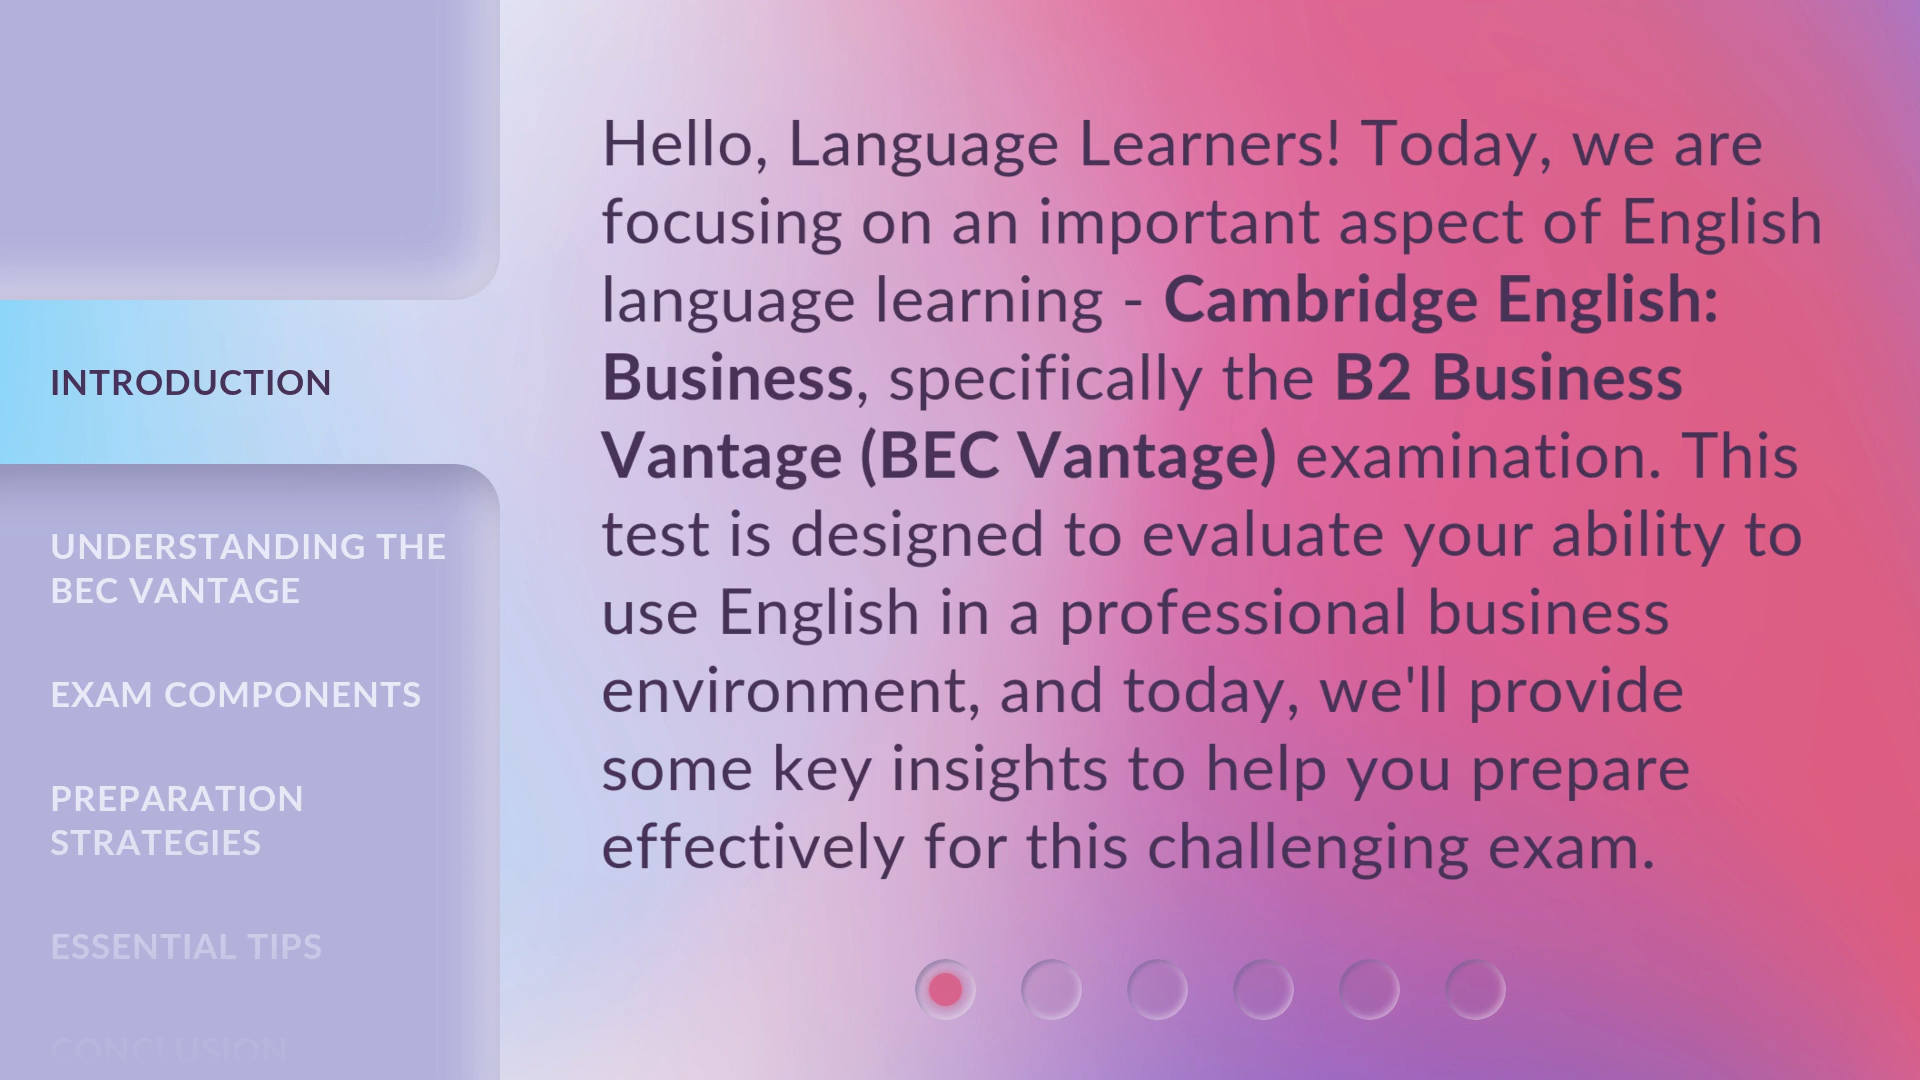 INTRODUCTION
UNDERSTANDING THE
BEC VANTAGE
EXAM COMPONENTS
PREPARATION
STRATEGIES
ESSENTIAL TIPS
CONCLUSION
Hello, Language Learners! Today, we are
focusing on an important aspect of English
language learning - Cambridge English:
Business, specifically the B2 Business
Vantage (BEC Vantage) examination. This
test is designed to evaluate your ability to
use English in a professional business
environment, and today, we'll provide
some key insights to help you prepare
effectively for this challenging exam.